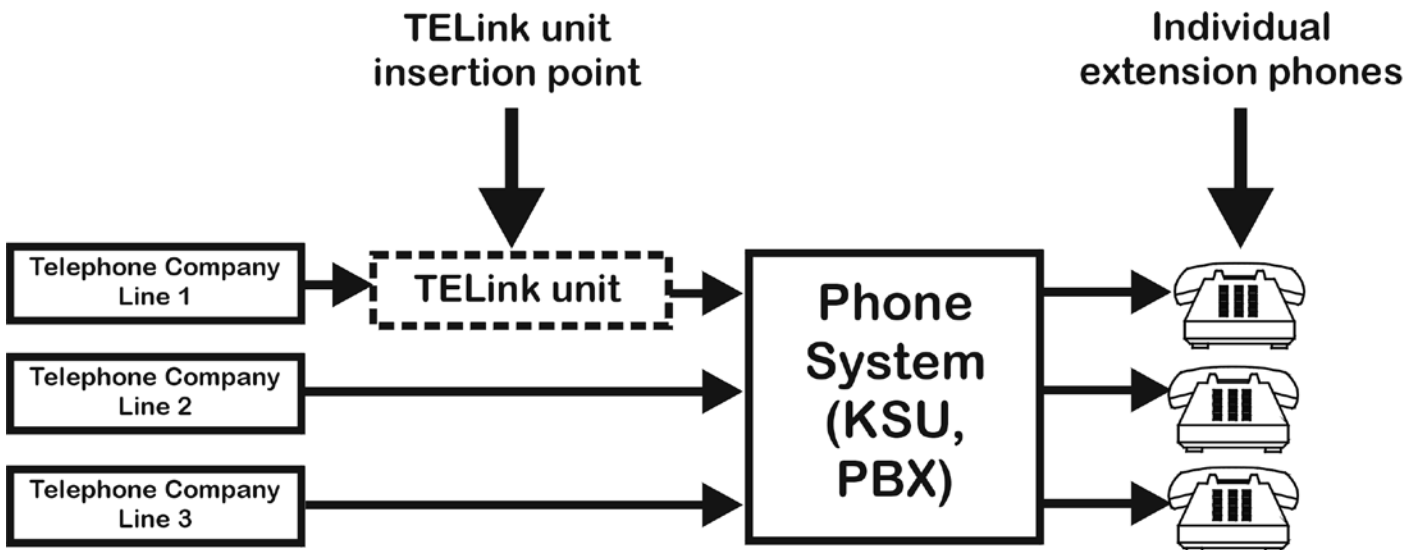 TELink unit
insertion point
Individual
extension phones
Telephone Company
Line 1
TELink unit
Phone
System
(KSU,
PBX)
Telephone Company
Line 2
Telephone Company
Line 3